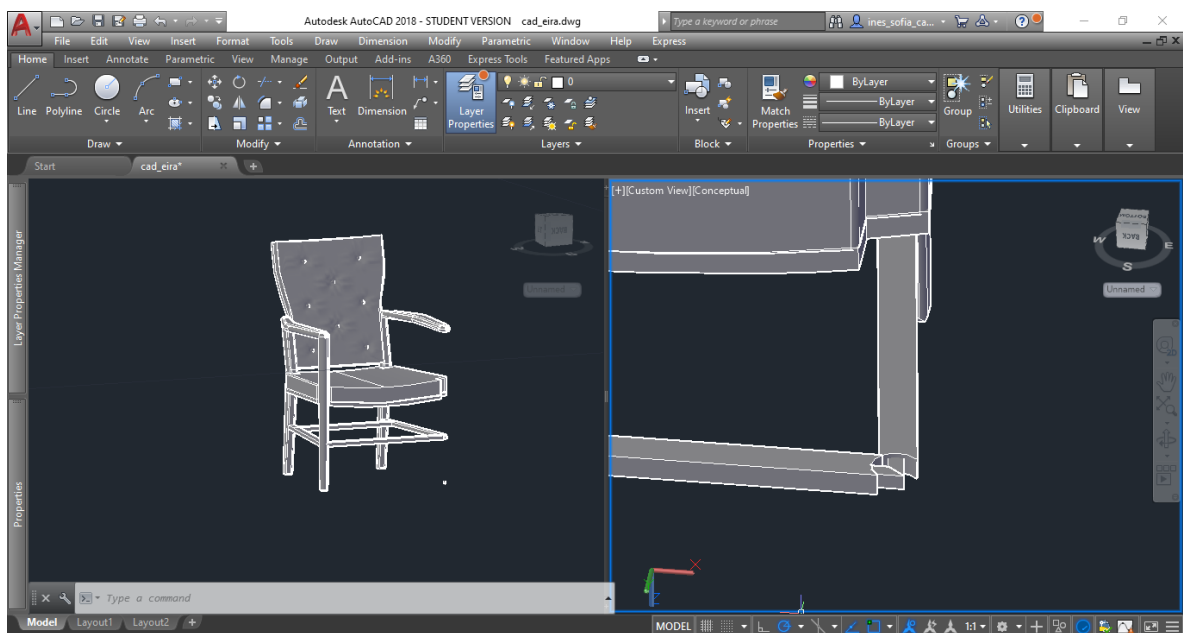 A Autodesk AutoCAD 2018 - STUDENT VERSION cad_eira.dwg Type a keyword or phrase ines_sofia_ca... ?
File Edit View Insert Format Tools Draw Dimension Modify Parametric Window Help Express
Home Insert Annotate Parametric View Manage Output Add-ins A360 Express Tools Featured Apps
0 ByLayer
Line Polyline Circle Arc A Text Dimension Layer Properties Insert Match Properties ByLayer Group Utilities Clipboard View
ByLayer
Draw Modify Annotation Layers Block Properties Groups
Start cad_eira* +
[+][Custom View][Conceptual]
BOTTOM
BACK
W E
S
Unnamed Unnamed
Layer Properties Manager
Properties
X
Z
Type a command
Model Layout1 Layout2 + MODEL 1:1